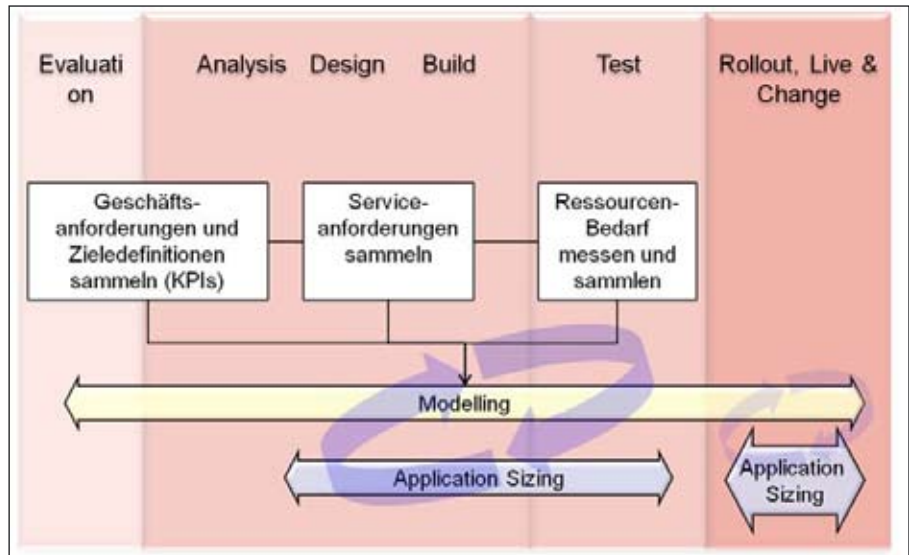 Evaluati
on
Analysis Design Build
Test
Rollout, Live &
Change
Geschäfts-
anforderungen und
Zieledefinitionen
sammeln (KPIs)
Service-
anforderungen
sammeln
Ressourcen-
Bedarf
messen und
sammlen
Modelling
Application Sizing
Application
Sizing